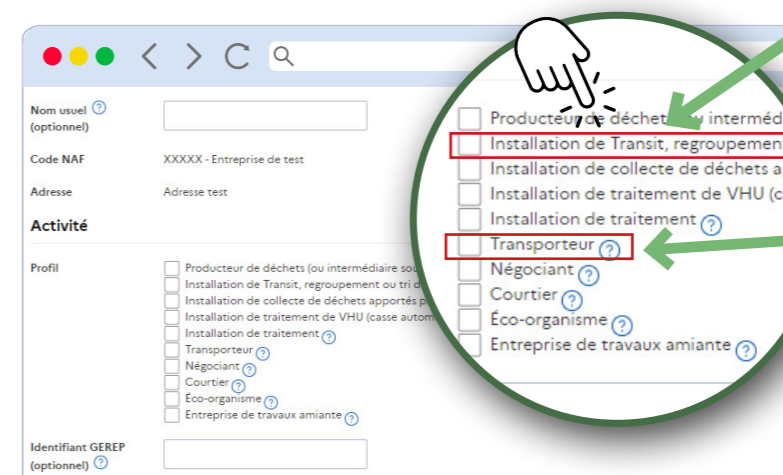 Nom usuel
(optionnel)
Code NAF
XXXXX - Entreprise de test
Adresse
Adresse test
Activité
Profil
Producteur de déchets (ou intermédiaire
Installation de Transit, regroupement ou tri
Installation de collecte de déchets apportés
Installation de traitement de VHU (casse
Installation de traitement ?
Transporteur ?
Négociant ?
Courtier ?
Éco-organisme ?
Entreprise de travaux amiante ?
Identifiant GEREP
(optionnel) ?
Producteur de
Installation de Transit, regroupement
Installation de collecte de déchets
Installation de traitement de VHU
Installation de traitement ?
Transporteur ?
Négociant ?
Courtier ?
Éco-organisme ?
Entreprise de travaux amiante ?